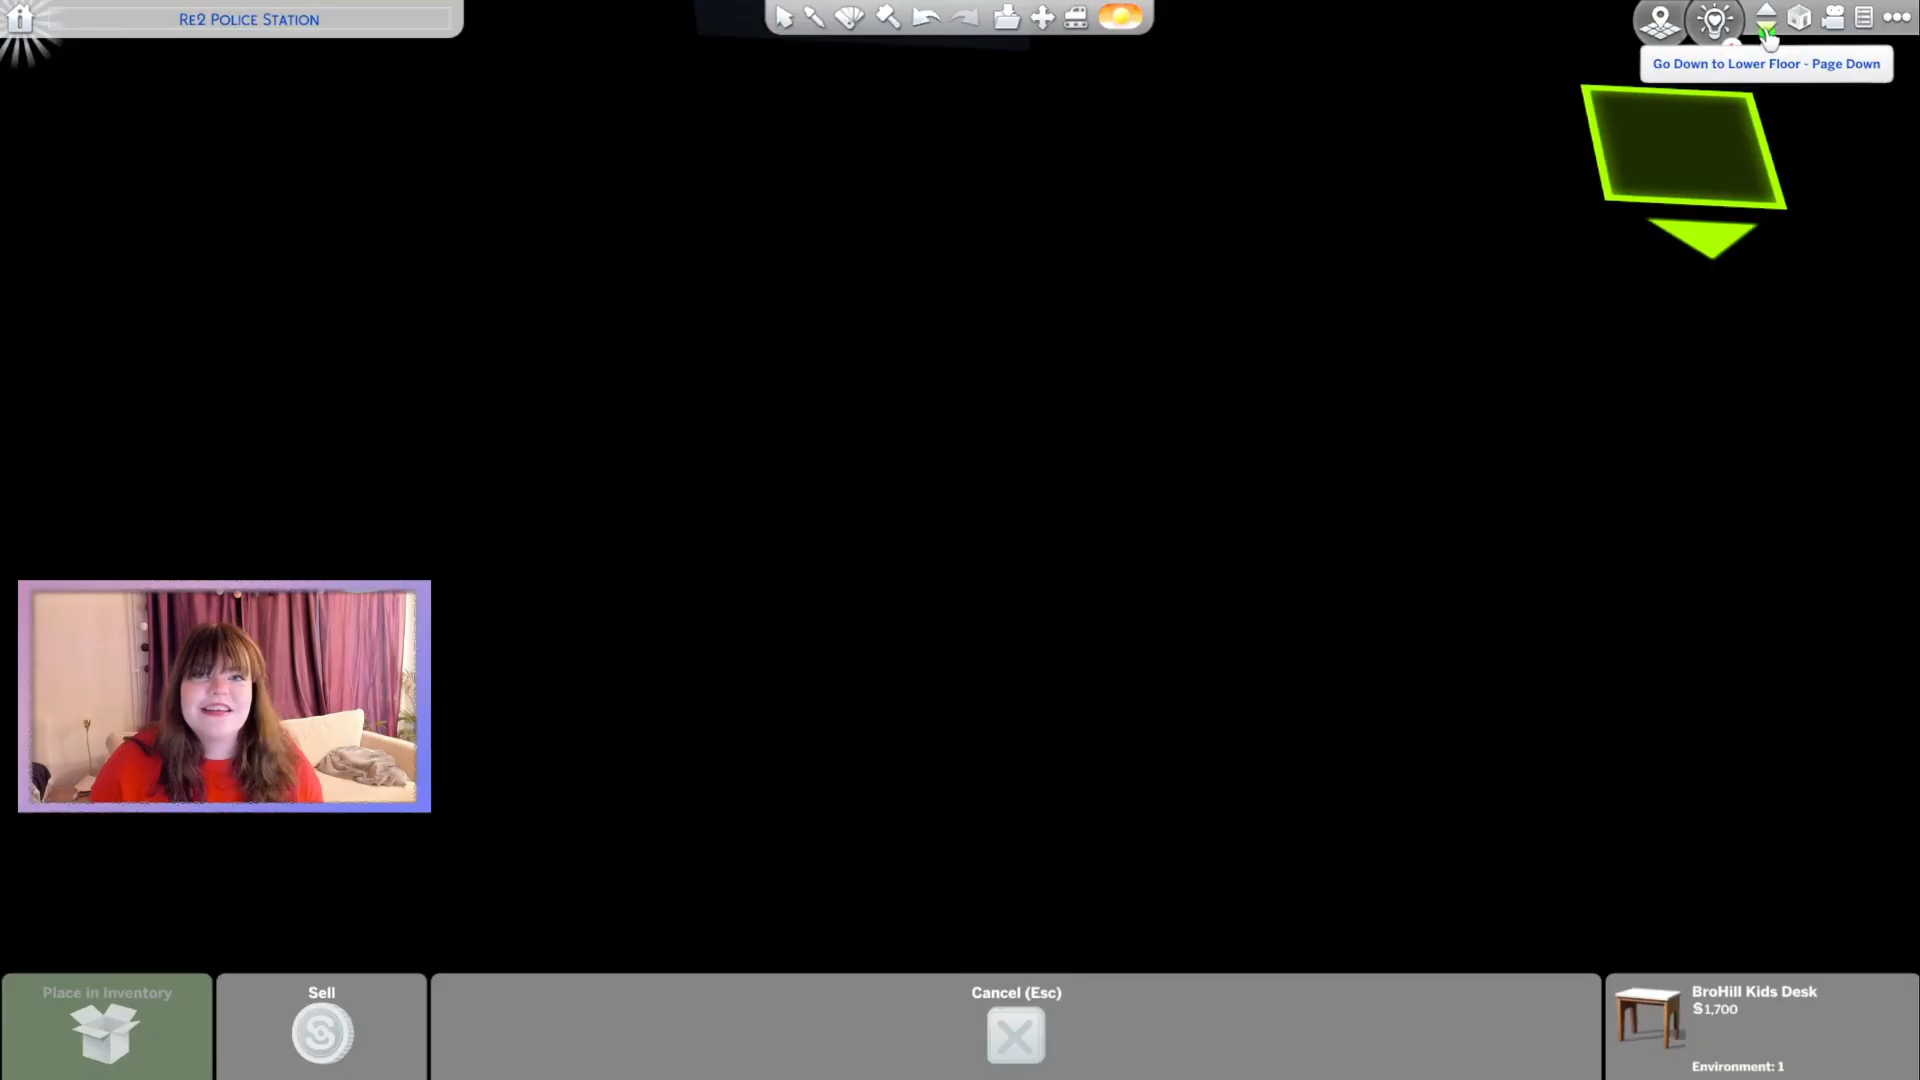 RE2 POLICE STATION
Go Down to Lower Floor - Page Down
Place in Inventory
Sell
Cancel (Esc)
BroHill Kids Desk
§1,700
Environment: 1